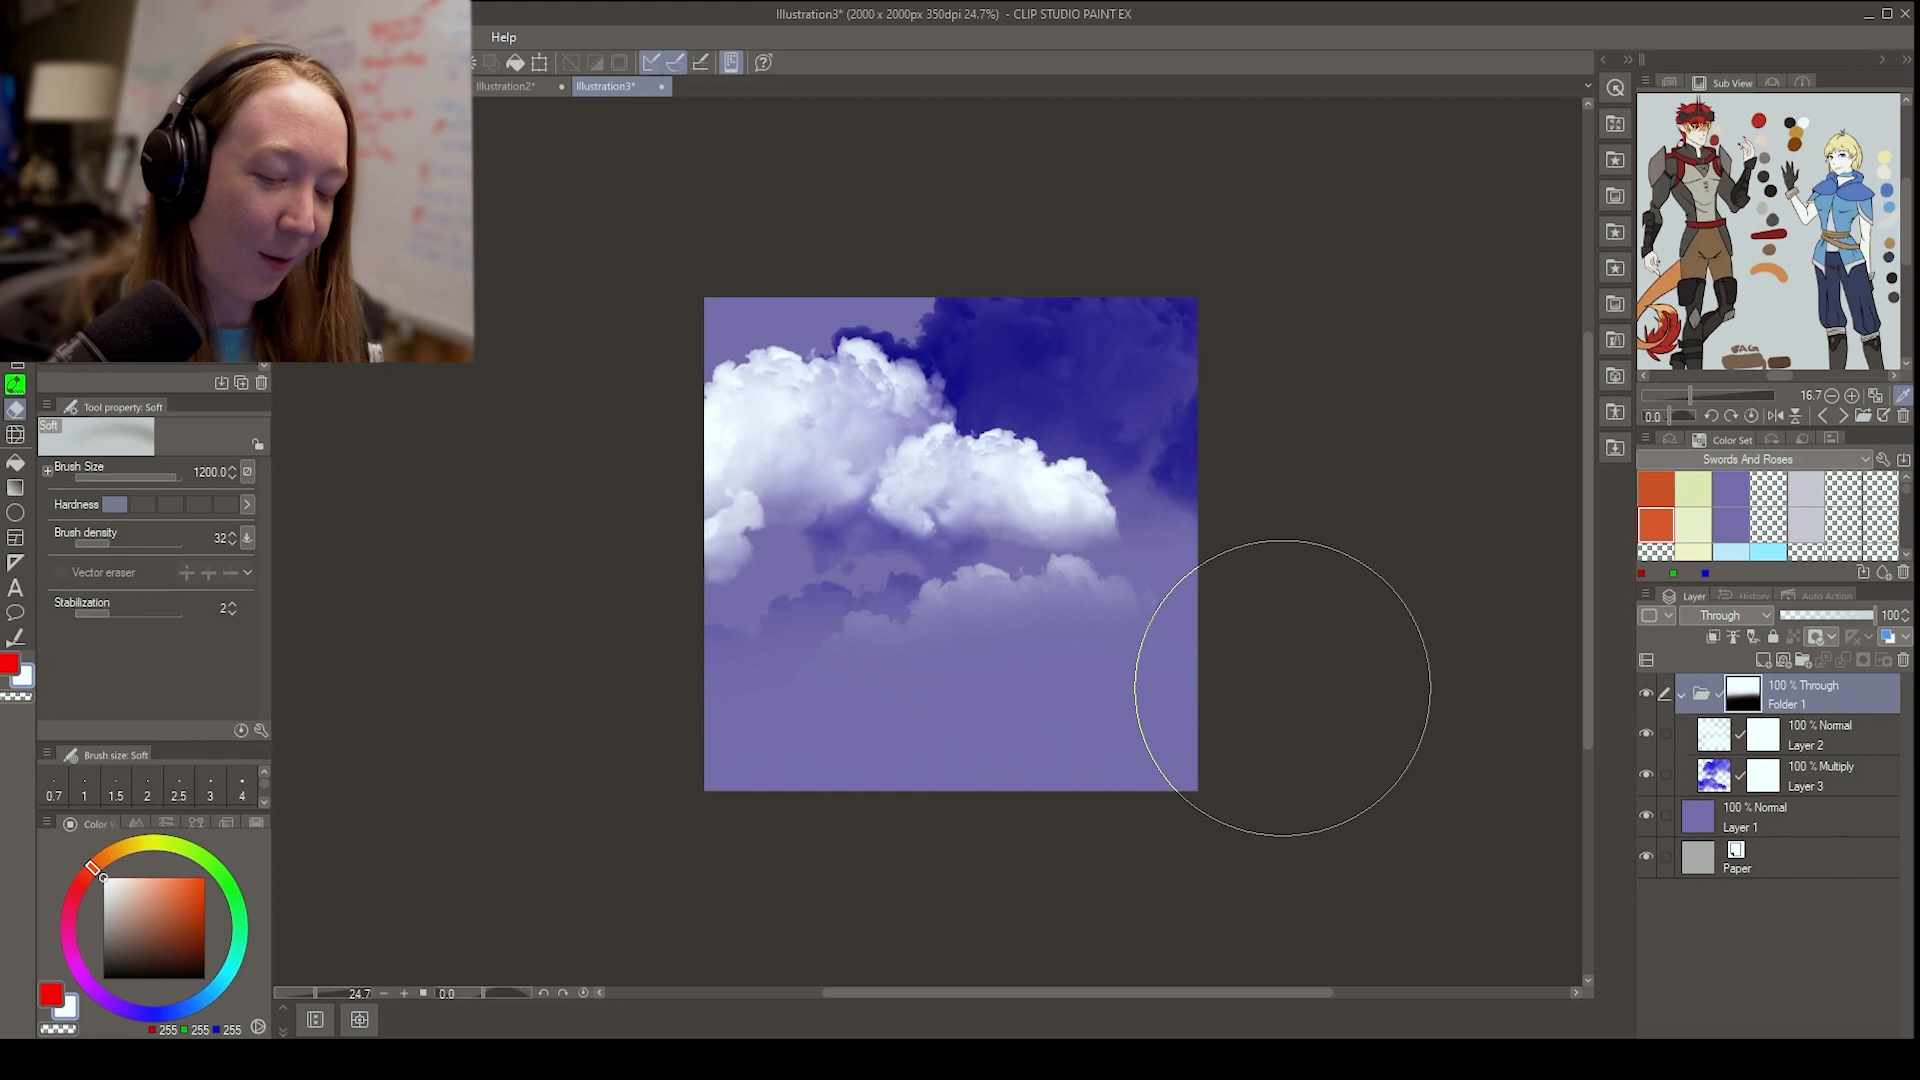 Illustration3* (2000 x 2000px 350dpi 24.7%) - CLIP STUDIO PAINT EX
Help
Illustration2*
Illustration3*
Sub View
16.7
0.0
Color Set
Swords And Roses
Layer
History
Auto Action
Through
100
100 % Through
Folder 1
100 % Normal
Layer 2
100 % Multiply
Layer 3
100 % Normal
Layer 1
Paper
Tool property: Soft
Soft
Brush Size
1200.0
Hardness
Brush density
32
Vector eraser
Stabilization
2
Brush size: Soft
0.7 1 1.5 2 2.5 3 4
Color W
255 255 255
24.7
0.0